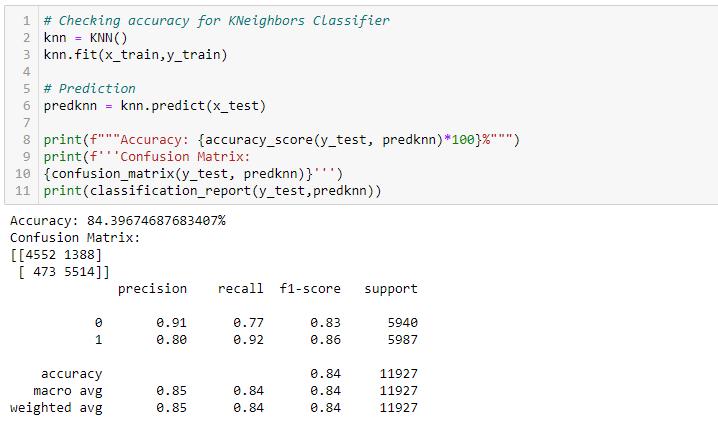 1 # Checking accuracy for KNeighbors Classifier
2 knn = KNN()
3 knn.fit(x_train,y_train)
4
5 # Prediction
6 predknn = knn.predict(x_test)
7
8 print(f"""Accuracy: {accuracy_score(y_test, predknn)*100}%""")
9 print(f'''Confusion Matrix:
10 {confusion_matrix(y_test, predknn)}''')
11 print(classification_report(y_test,predknn))
Accuracy: 84.39674687683407%
Confusion Matrix:
[[4552 1388]
 [ 473 5514]]
              precision    recall  f1-score   support

           0       0.91      0.77      0.83      5940
           1       0.80      0.92      0.86      5987

    accuracy                           0.84     11927
   macro avg       0.85      0.84      0.84     11927
weighted avg       0.85      0.84      0.84     11927